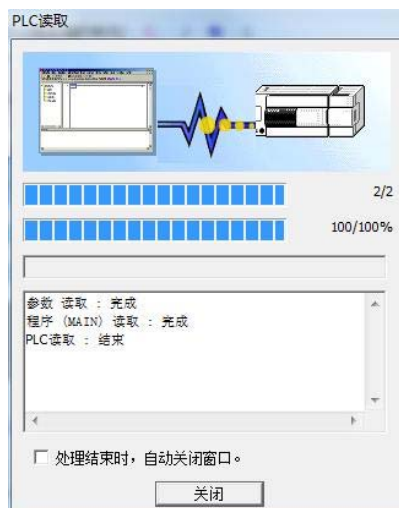 PLC读取
2/2
100/100%
参数 读取 : 完成
程序 (MAIN) 读取 : 完成
PLC读取 : 结束
处理结束时，自动关闭窗口。
关闭